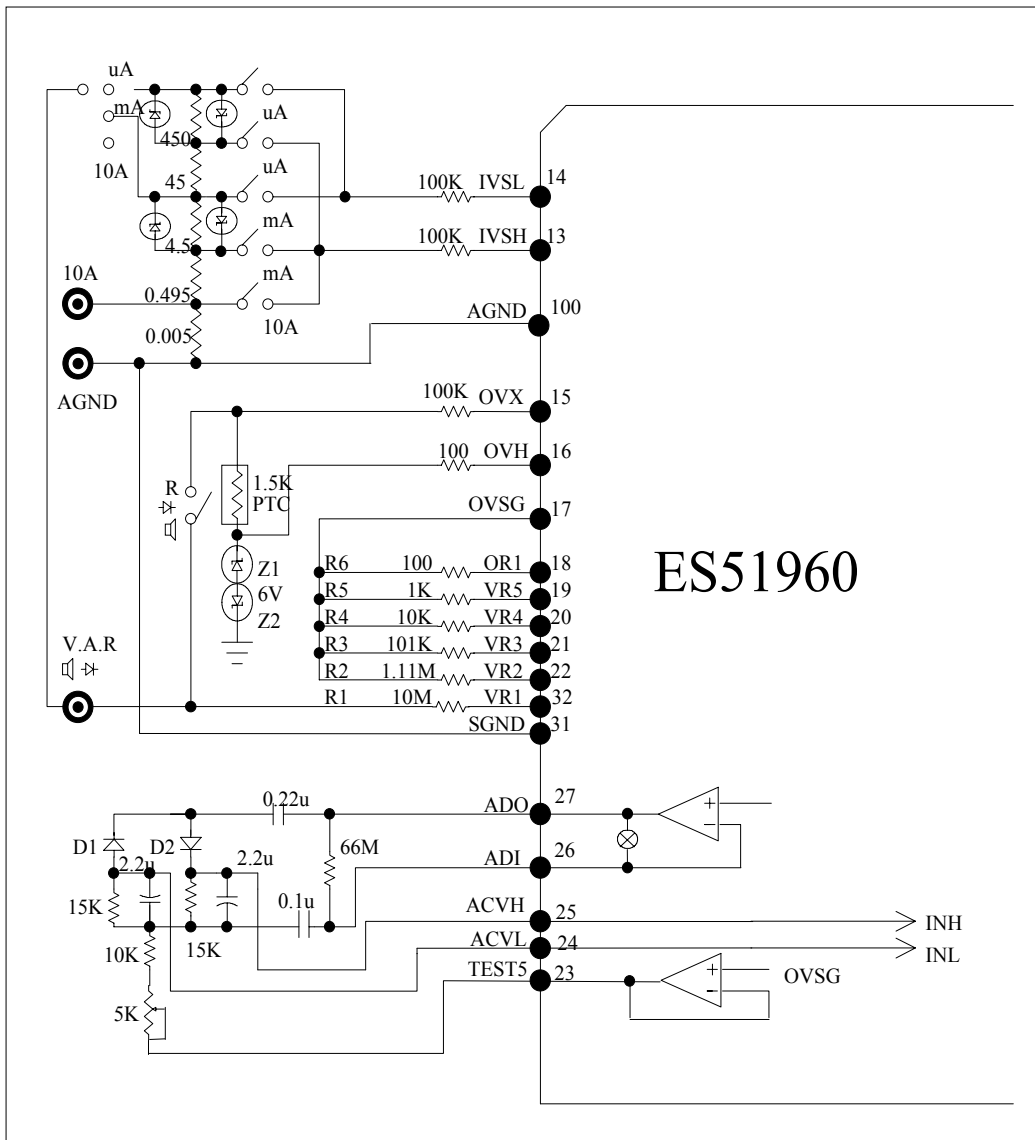 uA
mA
uA
450
10A
uA
45
100K IVSL 14
mA
4.5
100K IVSH 13
10A
mA
0.495
AGND 100
10A
0.005
AGND
100K OVX 15
100 OVH 16
R
1.5K
PTC
OVSG 17
Z1
6V
Z2
R6 100 OR1 18
R5 1K VR5 19
R4 10K VR4 20
R3 101K VR3 21
R2 1.11M VR2 22
R1 10M VR1 32
SGND 31
ES51960
V.A.R
0.22u
ADO 27
+
−
D1 D2
66M
2.2u 2.2u
ADI 26
0.1u
15K
ACVH 25
INH
10K 15K
ACVL 24
INL
TEST5 23
+
−
OVSG
5K